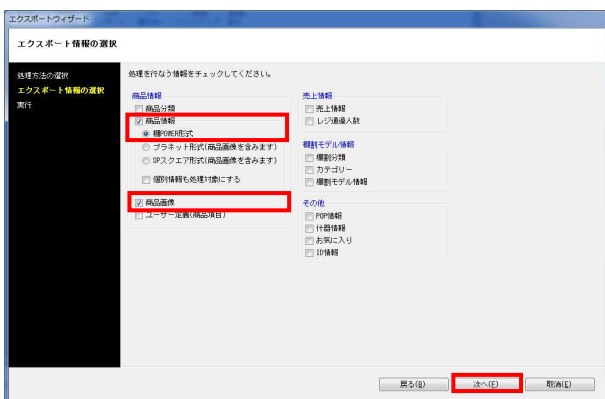 エクスポートウィザード
エクスポート情報の選択
処理方法の選択
エクスポート情報の選択
実行
処理を行なう情報をチェックしてください。
商品情報
商品分類
商品情報
棚POWER形式
プラネット形式(商品画像を含みます)
SPスクエア形式(商品画像を含みます)
個別情報も処理対象にする
商品画像
ユーザー定義(商品項目)
売上情報
売上情報
レジ通過人数
棚割モデル情報
棚割分類
カテゴリー
棚割モデル情報
その他
POP情報
什器情報
お気に入り
ID情報
戻る(B)
次へ(F)
取消(E)